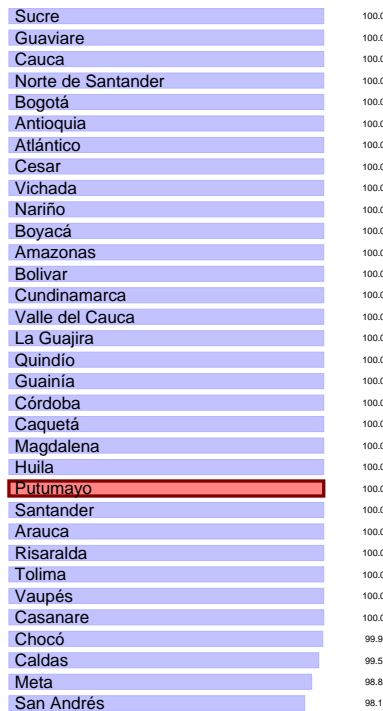 Sucre 100.0
Guaviare 100.0
Cauca 100.0
Norte de Santander 100.0
Bogotá 100.0
Antioquia 100.0
Atlántico 100.0
Cesar 100.0
Vichada 100.0
Nariño 100.0
Boyacá 100.0
Amazonas 100.0
Bolivar 100.0
Cundinamarca 100.0
Valle del Cauca 100.0
La Guajira 100.0
Quindío 100.0
Guainía 100.0
Córdoba 100.0
Caquetá 100.0
Magdalena 100.0
Huila 100.0
Putumayo 100.0
Santander 100.0
Arauca 100.0
Risaralda 100.0
Tolima 100.0
Vaupés 100.0
Casanare 100.0
Chocó 99.9
Caldas 99.5
Meta 98.8
San Andrés 98.1